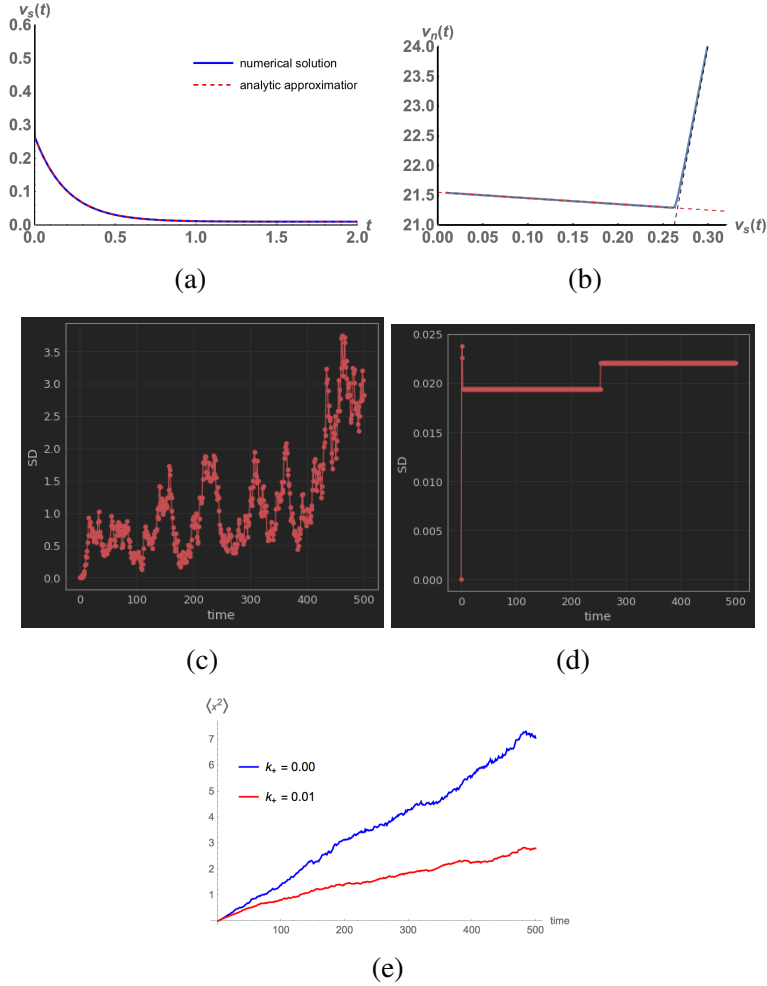 v_s(t)
0.6
0.5
0.4
0.3
0.2
0.1
0.0
0.0 0.5 1.0 1.5 2.0
t
numerical solution
analytic approximatior
(a)
v_n(t)
24.0
23.5
23.0
22.5
22.0
21.5
21.0
0.00 0.05 0.10 0.15 0.20 0.25 0.30
v_s(t)
(b)
3.5
3.0
2.5
2.0
1.5
1.0
0.5
0.0
SD
0 100 200 300 400 500
time
(c)
0.025
0.020
0.015
0.010
0.005
0.000
SD
0 100 200 300 400 500
time
(d)
⟨x²⟩
7
6
5
4
3
2
1
k₊ = 0.00
k₊ = 0.01
100 200 300 400 500
time
(e)